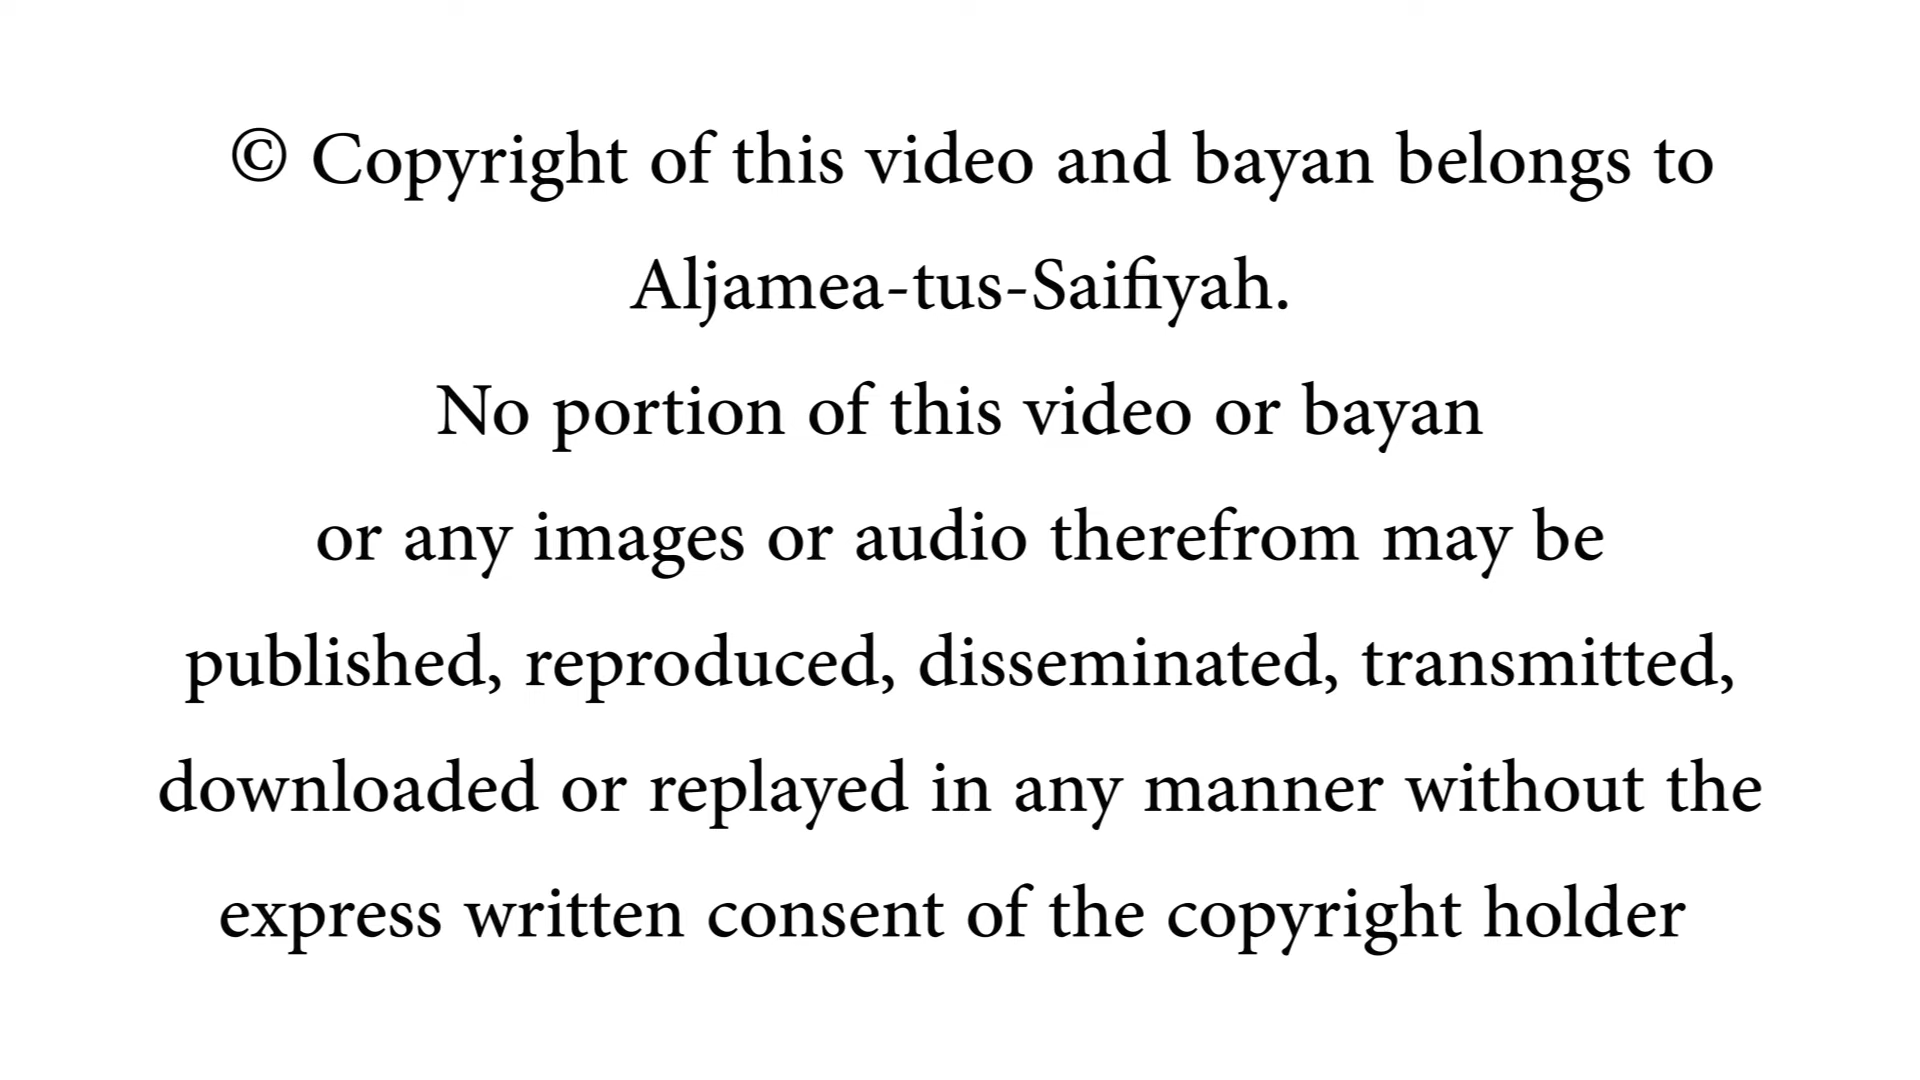 © Copyright of this video and bayan belongs to
Aljamea-tus-Saifiyah.
No portion of this video or bayan
or any images or audio therefrom may be
published, reproduced, disseminated, transmitted,
downloaded or replayed in any manner without the
express written consent of the copyright holder